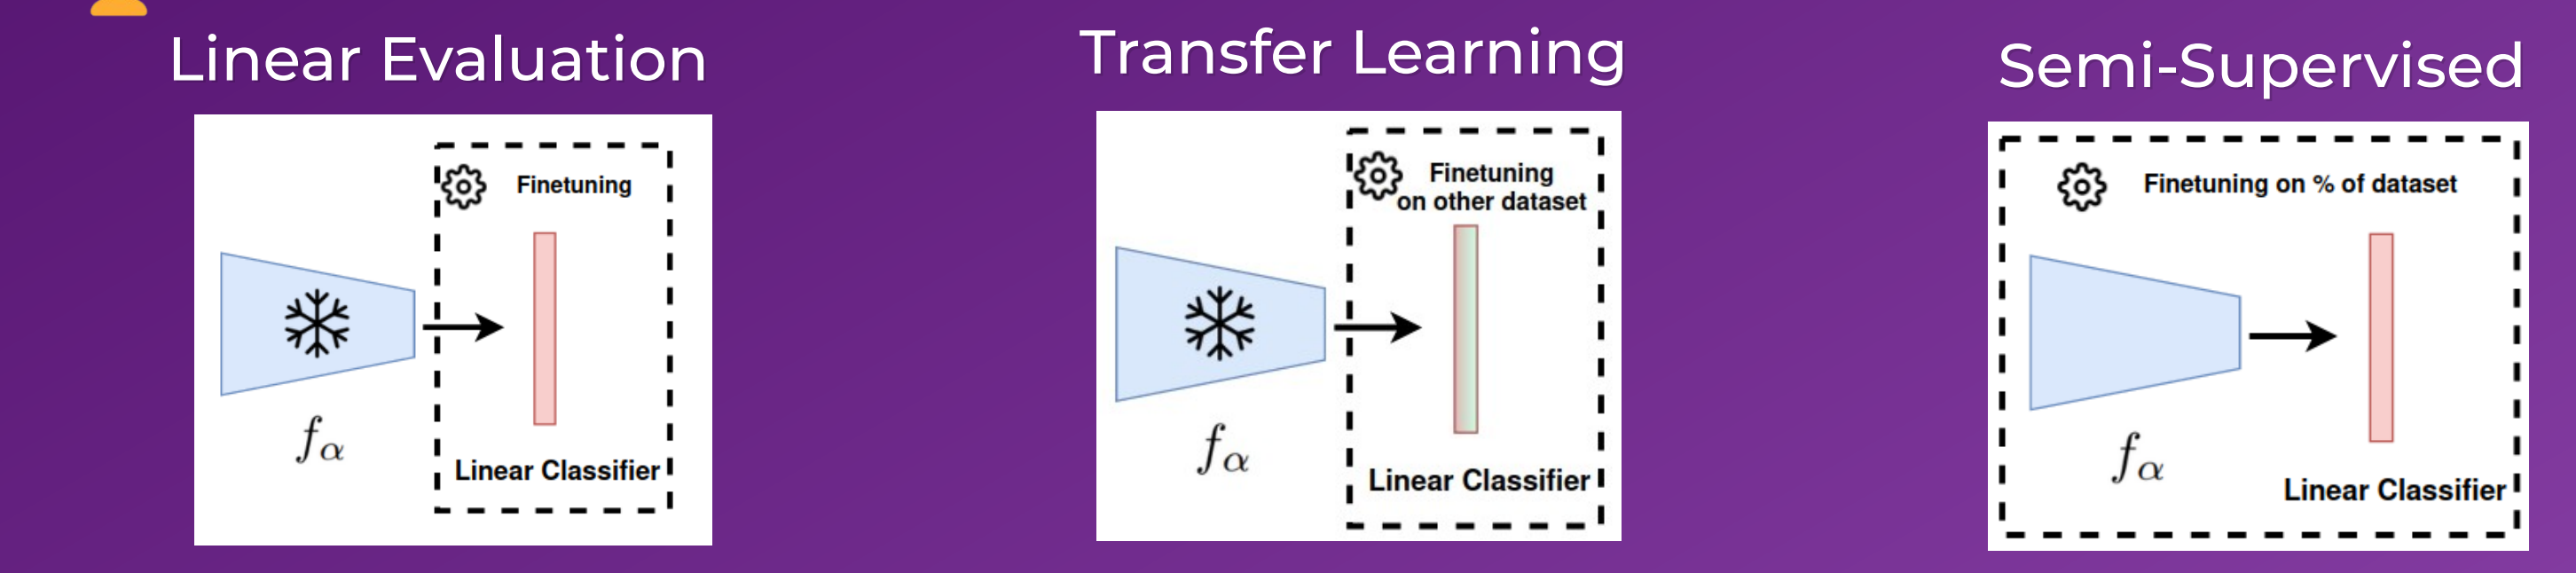 Linear Evaluation
Finetuning
fα
Linear Classifier
Transfer Learning
Finetuning
on other dataset
fα
Linear Classifier
Semi-Supervised
Finetuning on % of dataset
fα
Linear Classifier